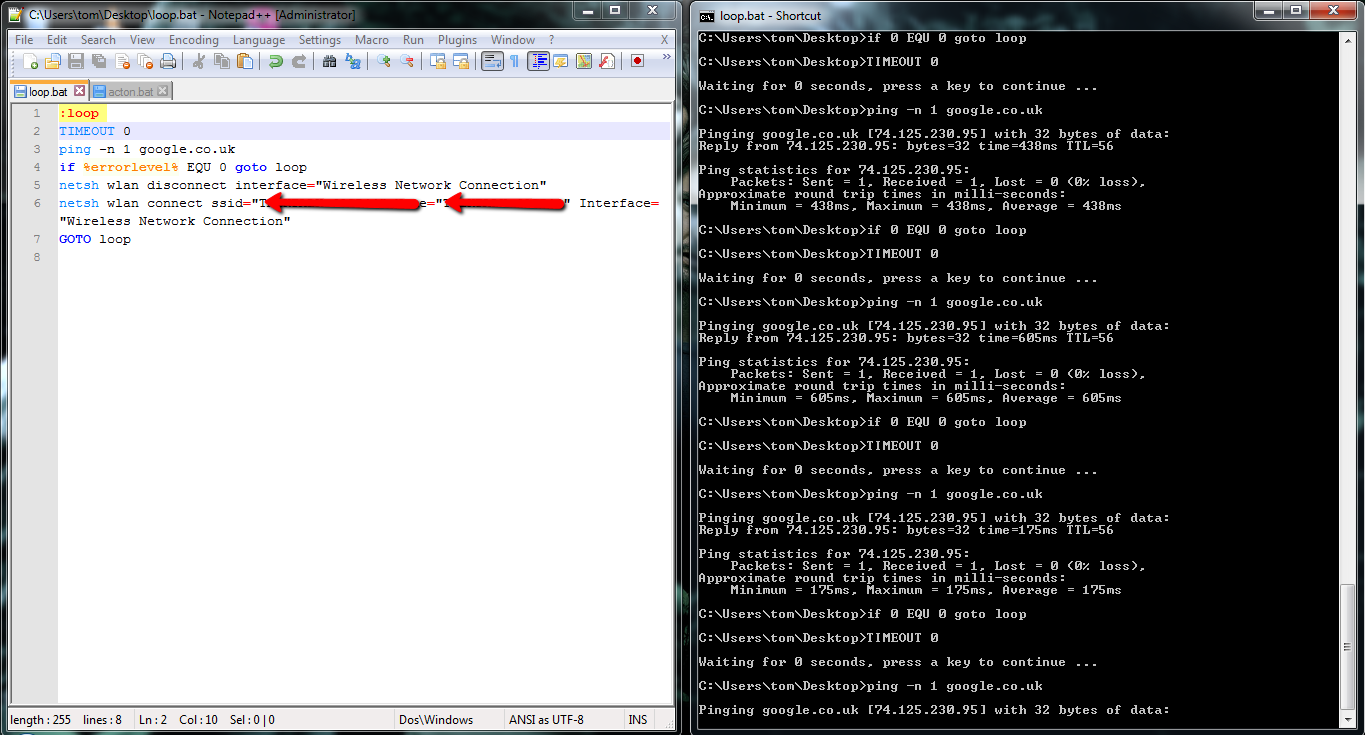 C:\Users\tom\Desktop\loop.bat - Notepad++ [Administrator]
File Edit Search View Encoding Language Settings Macro Run Plugins Window ? X
loop.bat acton.bat
1 :loop
2 TIMEOUT 0
3 ping -n 1 google.co.uk
4 if %errorlevel% EQU 0 goto loop
5 netsh wlan disconnect interface="Wireless Network Connection"
6 netsh wlan connect ssid=" e=" " Interface=
"Wireless Network Connection"
7 GOTO loop
8
length : 255 lines : 8 Ln : 2 Col : 10 Sel : 0 | 0 Dos\Windows ANSI as UTF-8 INS
loop.bat - Shortcut
C:\Users\tom\Desktop>if 0 EQU 0 goto loop
C:\Users\tom\Desktop>TIMEOUT 0
Waiting for 0 seconds, press a key to continue ...
C:\Users\tom\Desktop>ping -n 1 google.co.uk
Pinging google.co.uk [74.125.230.95] with 32 bytes of data:
Reply from 74.125.230.95: bytes=32 time=438ms TTL=56
Ping statistics for 74.125.230.95:
Packets: Sent = 1, Received = 1, Lost = 0 (0% loss),
Approximate round trip times in milli-seconds:
Minimum = 438ms, Maximum = 438ms, Average = 438ms
C:\Users\tom\Desktop>if 0 EQU 0 goto loop
C:\Users\tom\Desktop>TIMEOUT 0
Waiting for 0 seconds, press a key to continue ...
C:\Users\tom\Desktop>ping -n 1 google.co.uk
Pinging google.co.uk [74.125.230.95] with 32 bytes of data:
Reply from 74.125.230.95: bytes=32 time=605ms TTL=56
Ping statistics for 74.125.230.95:
Packets: Sent = 1, Received = 1, Lost = 0 (0% loss),
Approximate round trip times in milli-seconds:
Minimum = 605ms, Maximum = 605ms, Average = 605ms
C:\Users\tom\Desktop>if 0 EQU 0 goto loop
C:\Users\tom\Desktop>TIMEOUT 0
Waiting for 0 seconds, press a key to continue ...
C:\Users\tom\Desktop>ping -n 1 google.co.uk
Pinging google.co.uk [74.125.230.95] with 32 bytes of data:
Reply from 74.125.230.95: bytes=32 time=175ms TTL=56
Ping statistics for 74.125.230.95:
Packets: Sent = 1, Received = 1, Lost = 0 (0% loss),
Approximate round trip times in milli-seconds:
Minimum = 175ms, Maximum = 175ms, Average = 175ms
C:\Users\tom\Desktop>if 0 EQU 0 goto loop
C:\Users\tom\Desktop>TIMEOUT 0
Waiting for 0 seconds, press a key to continue ...
C:\Users\tom\Desktop>ping -n 1 google.co.uk
Pinging google.co.uk [74.125.230.95] with 32 bytes of data: